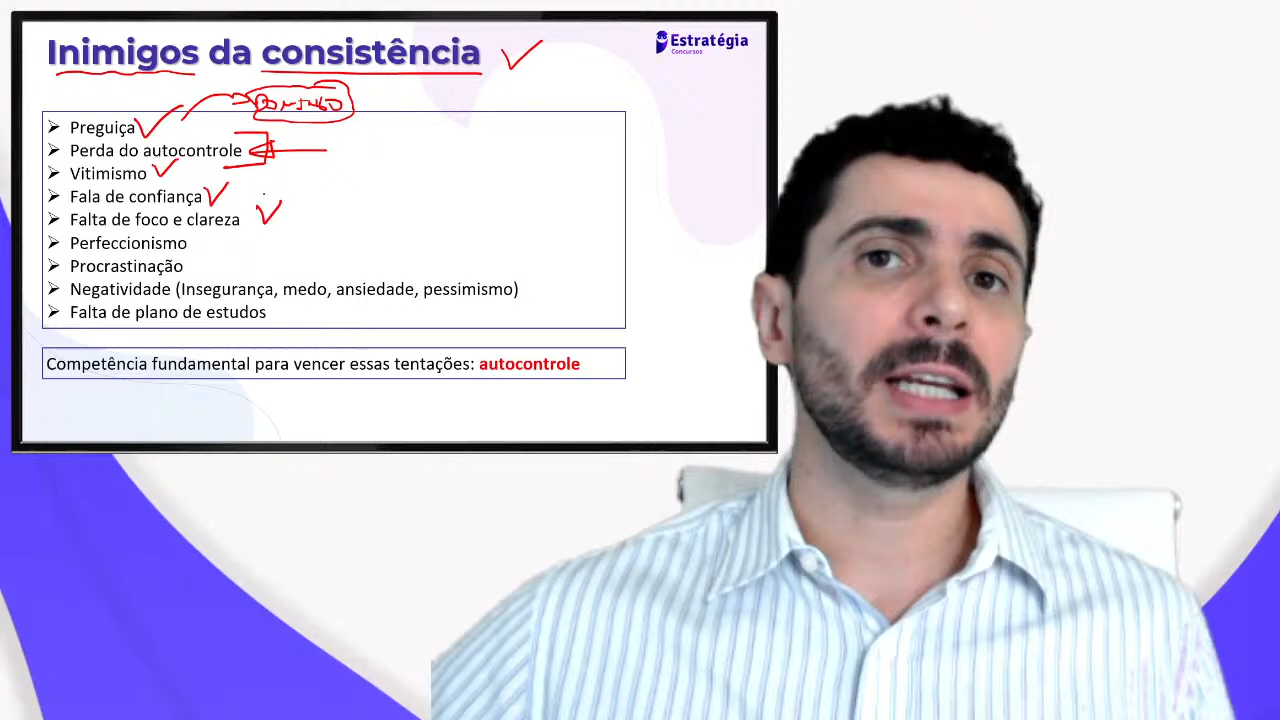 Inimigos da consistência
Estratégia
Concursos
DOMINGO
Preguiça
Perda do autocontrole
Vitimismo
Fala de confiança
Falta de foco e clareza
Perfeccionismo
Procrastinação
Negatividade (Insegurança, medo, ansiedade, pessimismo)
Falta de plano de estudos
Competência fundamental para vencer essas tentações: autocontrole